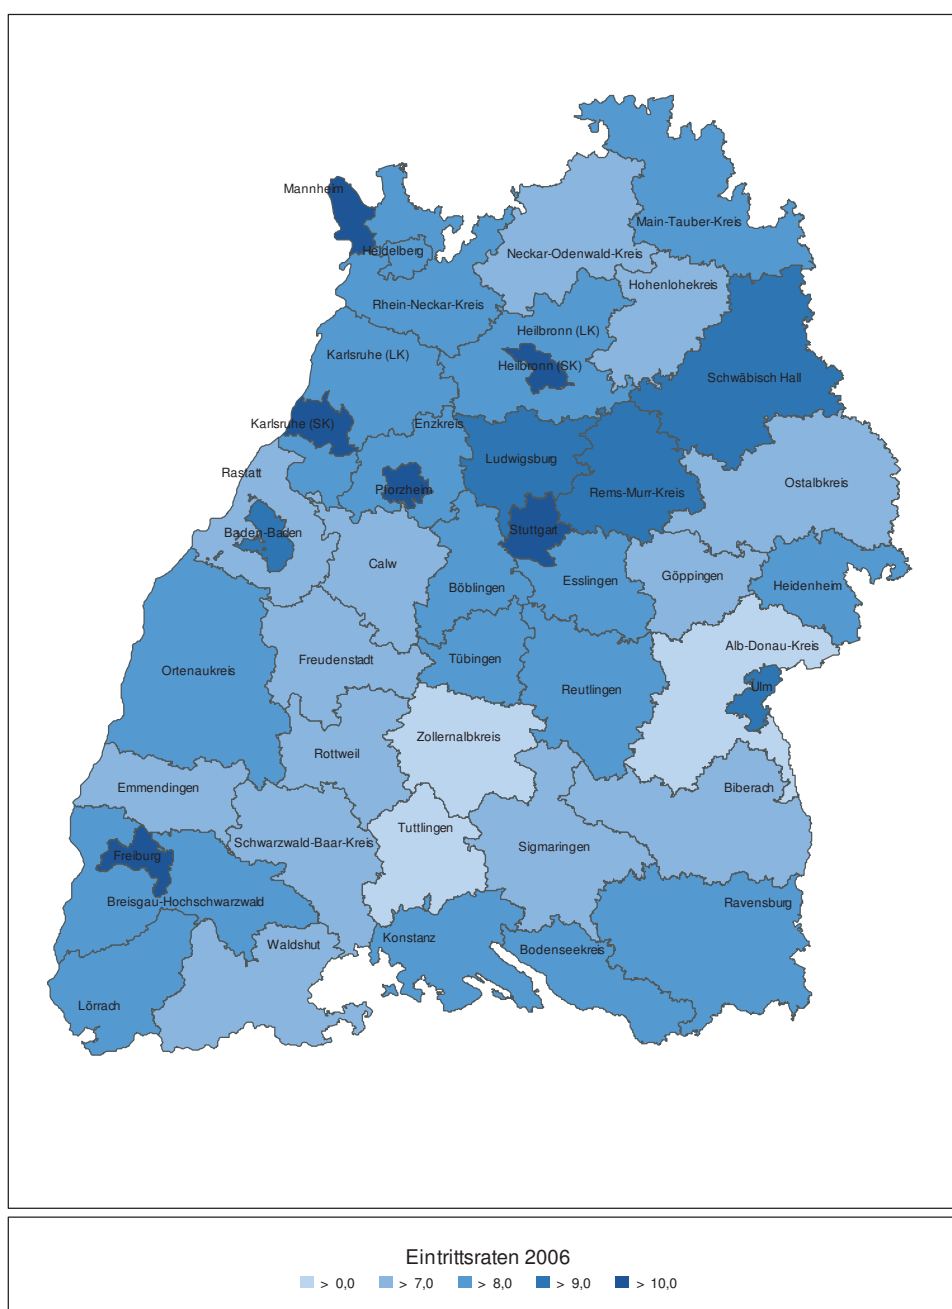 Mannheim
Main-Tauber-Kreis
Heidelberg
Neckar-Odenwald-Kreis
Hohenlohekreis
Rhein-Neckar-Kreis
Heilbronn (LK)
Karlsruhe (LK)
Heilbronn (SK)
Schwäbisch Hall
Karlsruhe (SK)
Enzkreis
Ludwigsburg
Rastatt
Ostalbkreis
Pforzheim
Rems-Murr-Kreis
Stuttgart
Baden-Baden
Calw
Göppingen
Esslingen
Böblingen
Heidenheim
Alb-Donau-Kreis
Freudenstadt
Tübingen
Ortenaukreis
Reutlingen
Ulm
Zollernalbkreis
Rottweil
Emmendingen
Biberach
Tuttlingen
Schwarzwald-Baar-Kreis
Sigmaringen
Freiburg
Breisgau-Hochschwarzwald
Ravensburg
Konstanz
Waldshut
Bodenseekreis
Lörrach
Eintrittsraten 2006
> 0,0 > 7,0 > 8,0 > 9,0 > 10,0